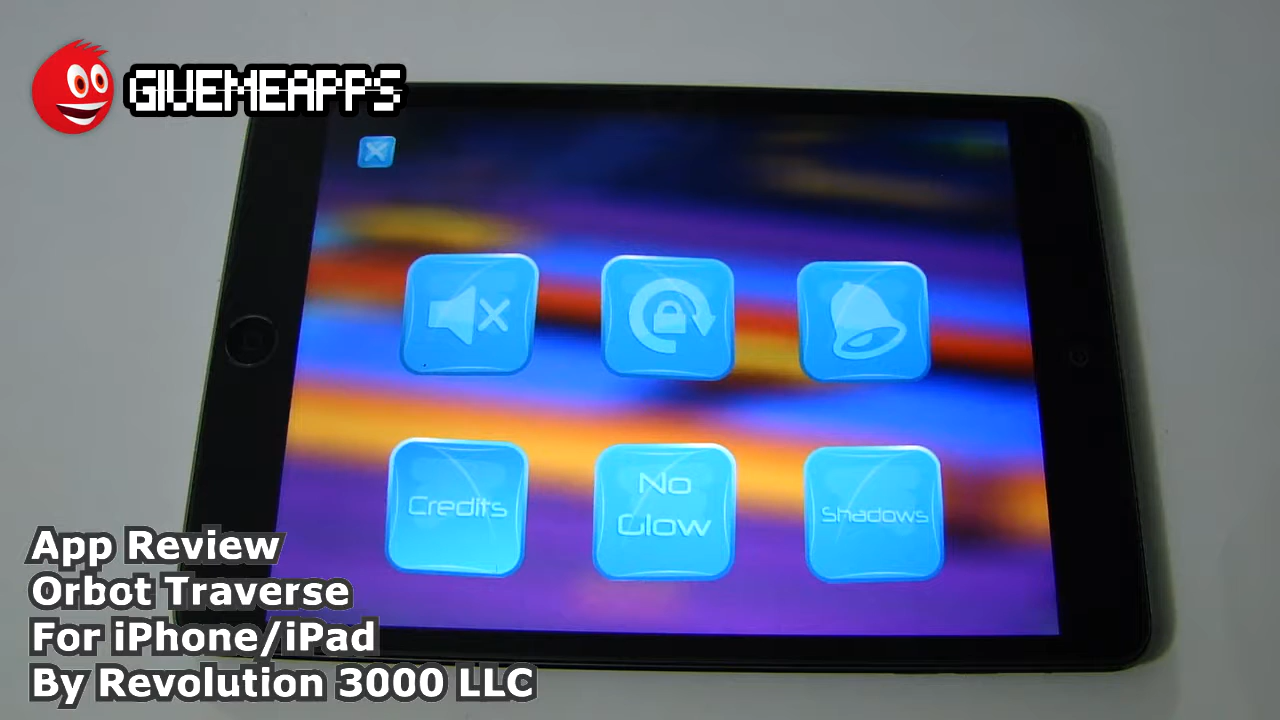 GIVEMEAPPS
Credits
No
Glow
Shadows
App Review
Orbot Traverse
For iPhone/iPad
By Revolution 3000 LLC